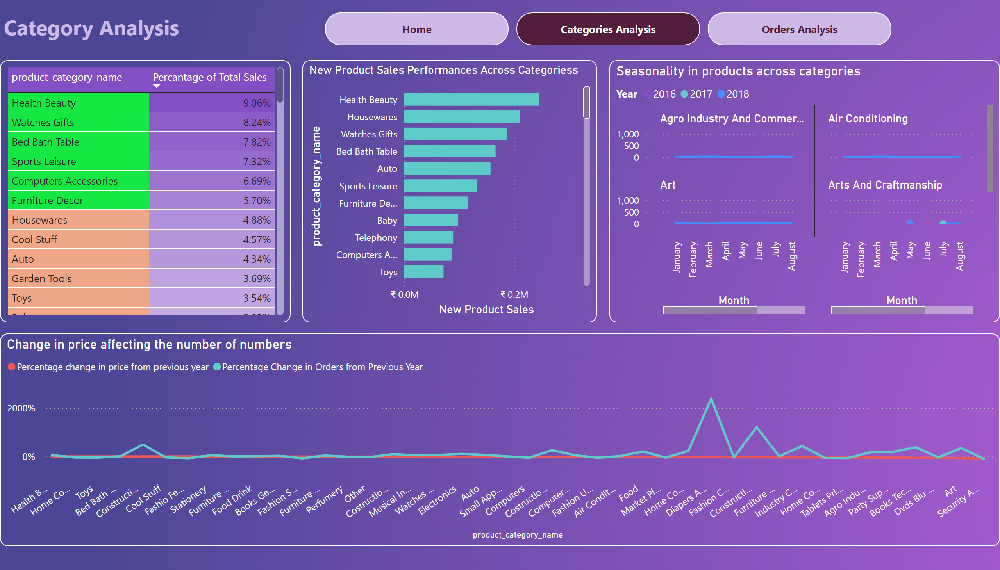 Category Analysis
Home
Categories Analysis
Orders Analysis
product_category_name Percantage of Total Sales
Health Beauty 9.06%
Watches Gifts 8.24%
Bed Bath Table 7.82%
Sports Leisure 7.32%
Computers Accessories 6.69%
Furniture Decor 5.70%
Housewares 4.88%
Cool Stuff 4.57%
Auto 4.34%
Garden Tools 3.69%
Toys 3.54%
New Product Sales Performances Across Categoriess
product_category_name
Health Beauty
Housewares
Watches Gifts
Bed Bath Table
Auto
Sports Leisure
Furniture De...
Baby
Telephony
Computers A...
Toys
₹ 0.0M ₹ 0.2M
New Product Sales
Seasonality in products across categories
Year 2016 2017 2018
Agro Industry And Commer... Air Conditioning
1,000
500
0
Art Arts And Craftmanship
1,000
500
0
January February March April May June July August
January February March April May June July August
Month Month
Change in price affecting the number of numbers
Percentage change in price from previous year Percentage Change in Orders from Previous Year
2000%
0%
Health B...
Home Co...
Toys
Bed Bath ...
Constructi...
Cool Stuff
Fashio Fe...
Stationery
Furniture ...
Food Drink
Books Ge...
Fashion S...
Furniture ...
Perfumery
Other
Costructio...
Musical In...
Watches ...
Electronics
Auto
Small App...
Computers
Costructio...
Computer...
Fashion U...
Air Condit...
Food
Market Pl...
Home Co...
Diapers A...
Fashion C...
Constructi...
Furniture ...
Industry C...
Home Co...
Tablets Pri...
Agro Indu...
Party Sup...
Books Tec...
Dvds Blu ...
Art
Security A...
product_category_name